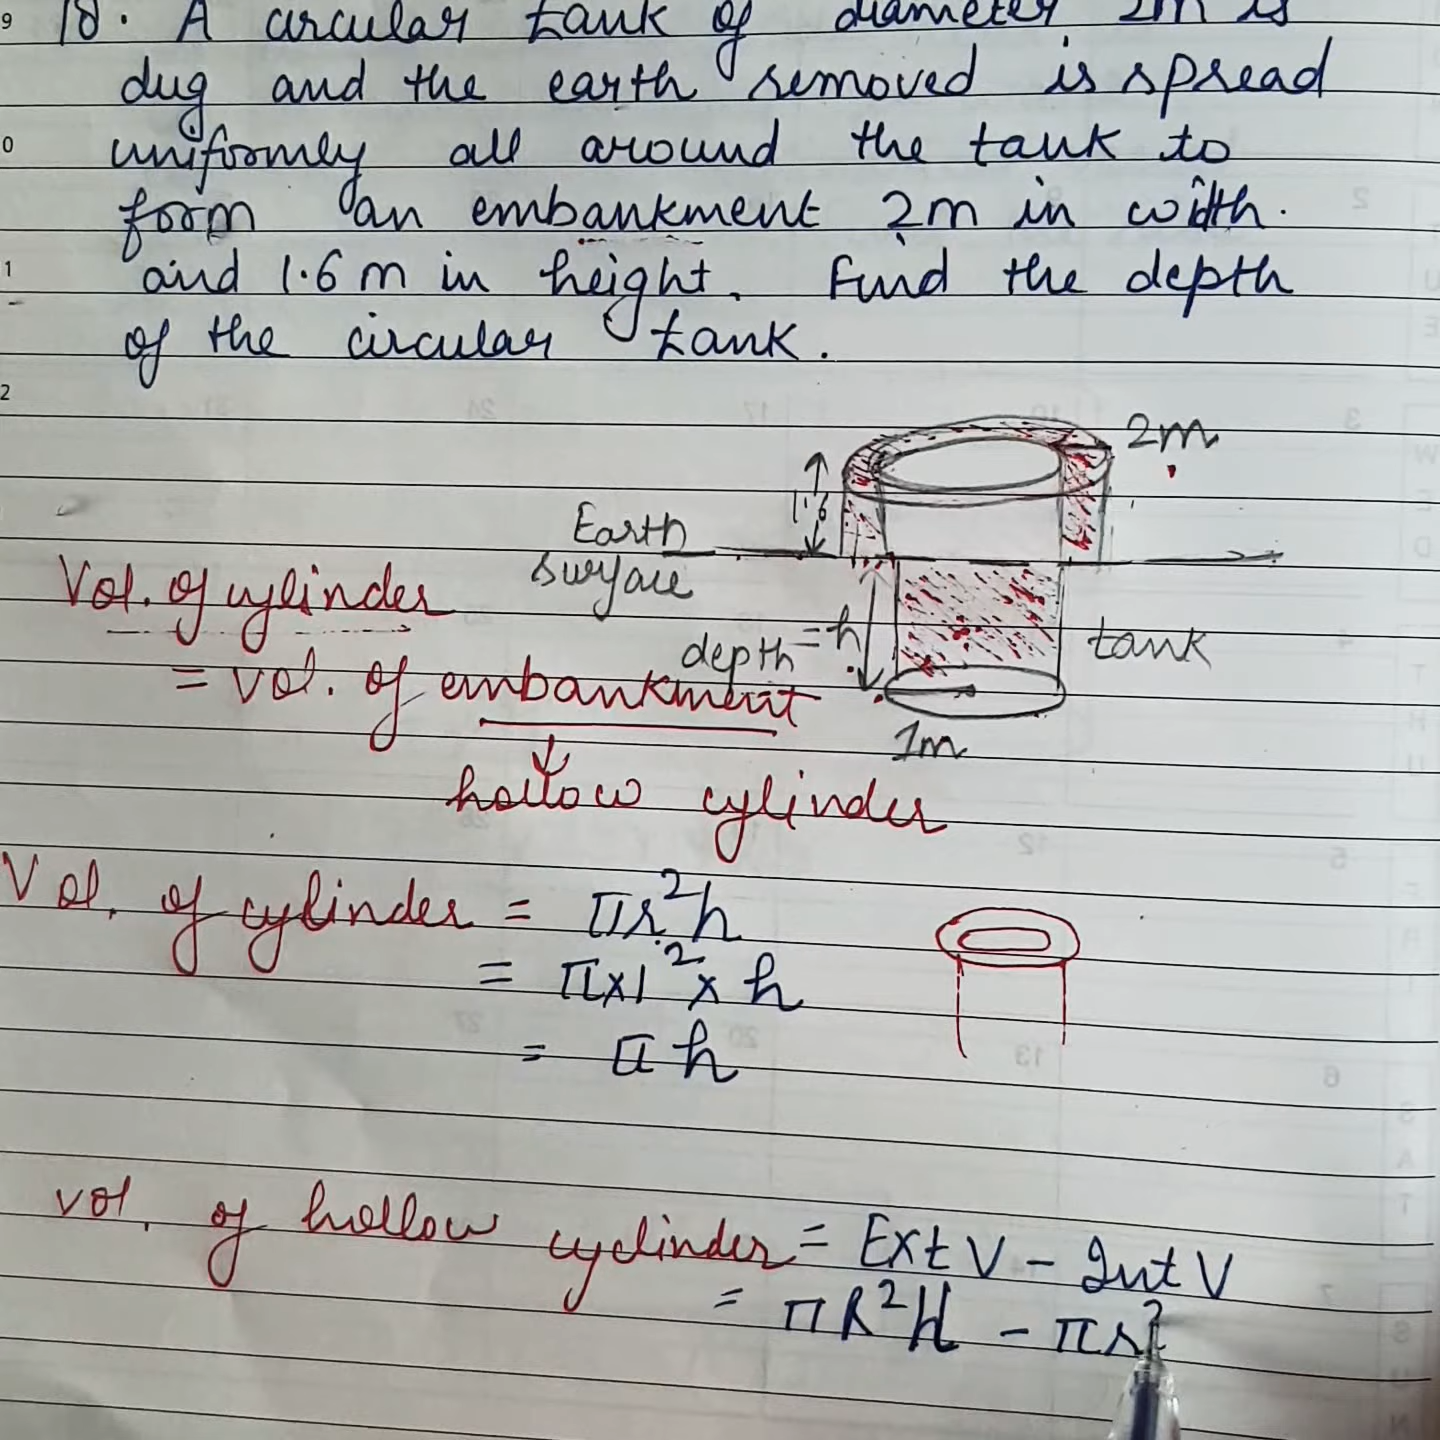 18. A circular tank of diameter 2m is
dug and the earth removed is spread
uniformly all around the tank to
form an embankment 2m in width.
and 1.6 m in height. Find the depth
of the circular tank.
2m
1.6
Earth
surface
Vol. of cylinder
depth = h
tank
= vol. of embankment
1m
hollow cylinder
Vol. of cylinder = πr²h
= π×1²×h
= πh
vol. of hollow cyclinder = Ext V - Int V
= πR²H - πr²